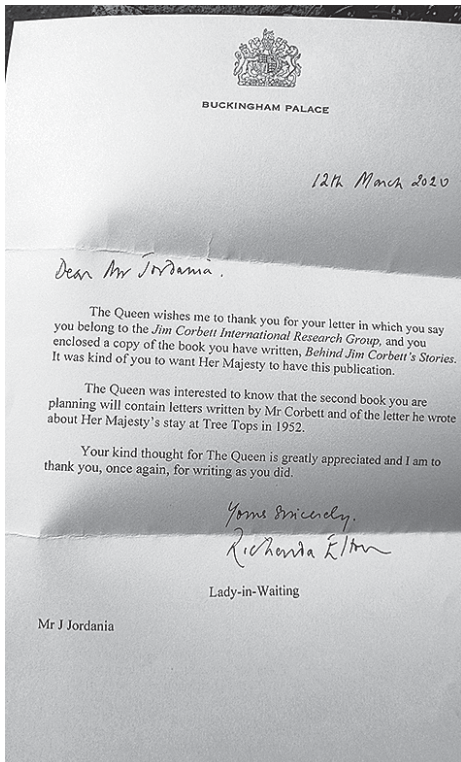 BUCKINGHAM PALACE
12th March 2020
Dear Mr Jordania.
The Queen wishes me to thank you for your letter in which you say
you belong to the Jim Corbett International Research Group, and you
enclosed a copy of the book you have written, Behind Jim Corbett's Stories.
It was kind of you to want Her Majesty to have this publication.
The Queen was interested to know that the second book you are
planning will contain letters written by Mr Corbett and of the letter he wrote
about Her Majesty's stay at Tree Tops in 1952.
Your kind thought for The Queen is greatly appreciated and I am to
thank you, once again, for writing as you did.
Yours sincerely.
Richenda Elton
Lady-in-Waiting
Mr J Jordania